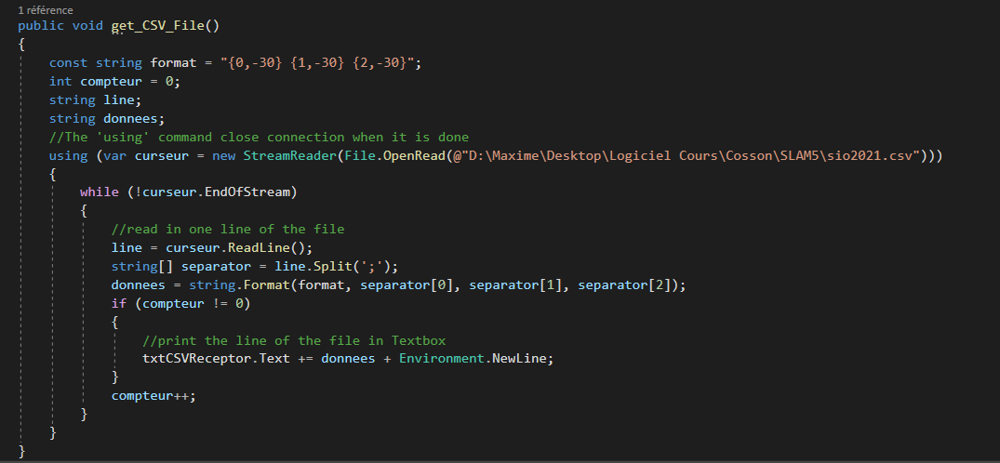 1 référence
public void get_CSV_File()
{
const string format = "{0,-30} {1,-30} {2,-30}";
int compteur = 0;
string line;
string donnees;
//The 'using' command close connection when it is done
using (var curseur = new StreamReader(File.OpenRead(@"D:\Maxime\Desktop\Logiciel Cours\Cosson\SLAM5\sio2021.csv")))
{
while (!curseur.EndOfStream)
{
//read in one line of the file
line = curseur.ReadLine();
string[] separator = line.Split(';');
donnees = string.Format(format, separator[0], separator[1], separator[2]);
if (compteur != 0)
{
//print the line of the file in Textbox
txtCSVReceptor.Text += donnees + Environment.NewLine;
}
compteur++;
}
}
}